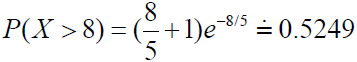 P(X > 8) = (8/5 + 1)e^{-8/5} ≐ 0.5249